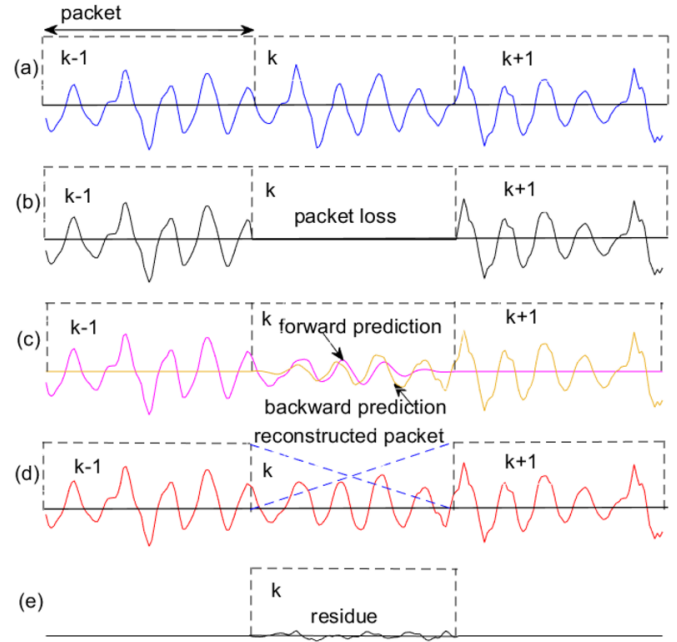 packet
(a)
k-1
k
k+1
(b)
k-1
k
k+1
packet loss
(c)
k-1
k
k+1
forward prediction
backward prediction
reconstructed packet
(d)
k-1
k
k+1
(e)
k
residue